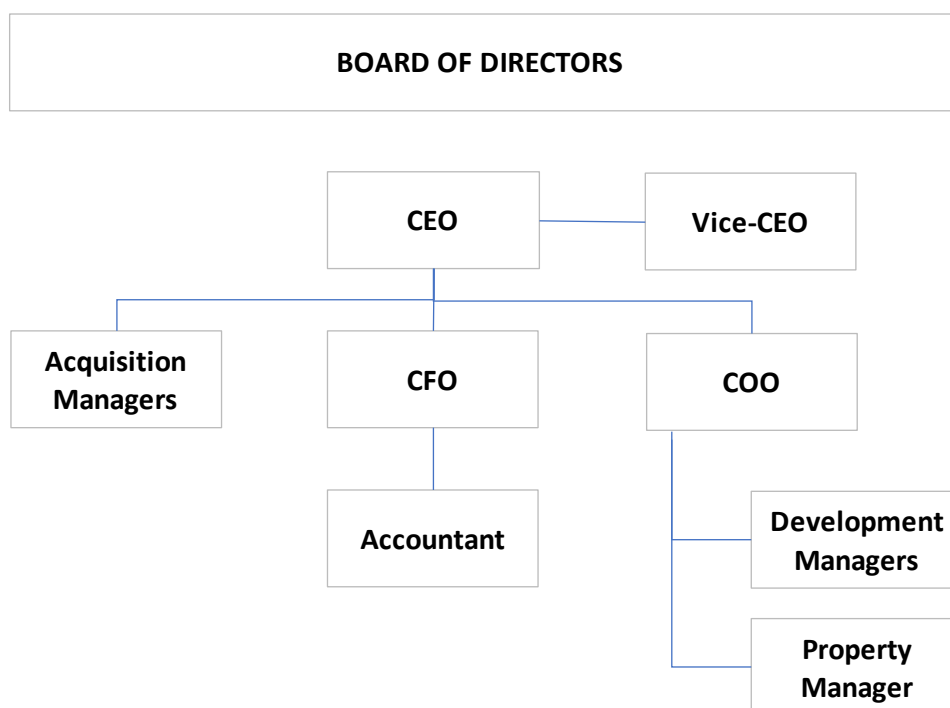 BOARD OF DIRECTORS
CEO
Vice-CEO
Acquisition
Managers
CFO
COO
Accountant
Development
Managers
Property
Manager